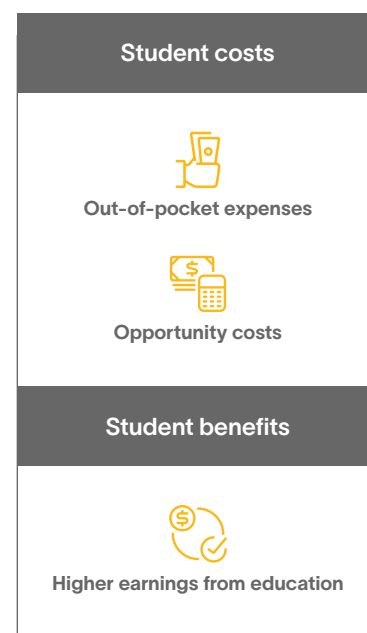 Student costs
Out-of-pocket expenses
$
Opportunity costs
Student benefits
$
Higher earnings from education